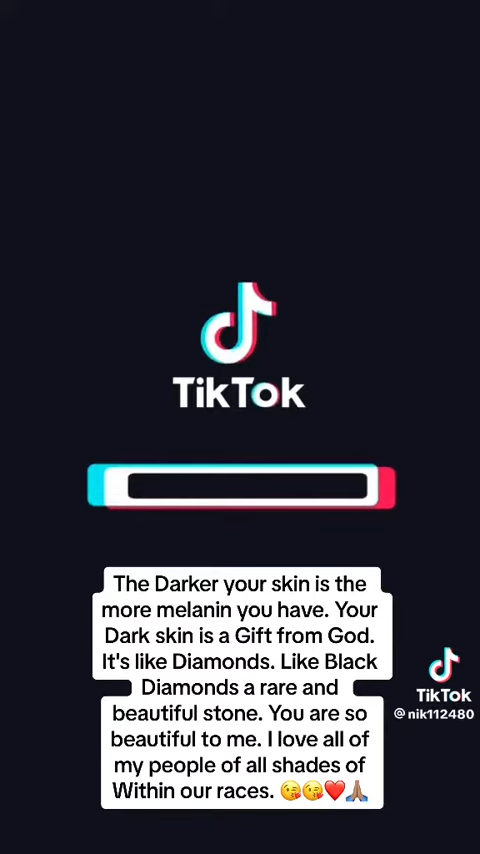 TikTok
The Darker your skin is the
more melanin you have. Your
Dark skin is a Gift from God.
It's like Diamonds. Like Black
Diamonds a rare and
beautiful stone. You are so
beautiful to me. I love all of
my people of all shades of
Within our races. 😘😘❤️🙏🏽
TikTok
@nik112480